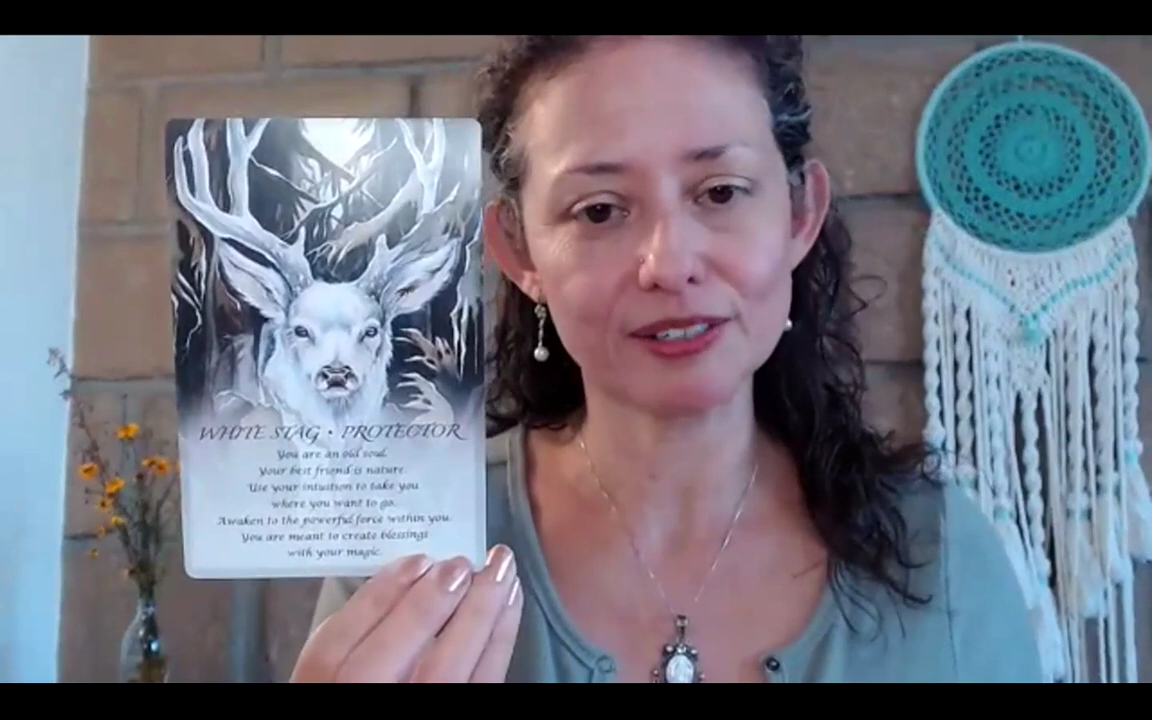 WHITE STAG • PROTECTOR
You are an old soul.
Your best friend is nature.
Use your intuition to take you
where you want to go.
Awaken to the powerful force within you.
You are meant to create blessings
with your magic.